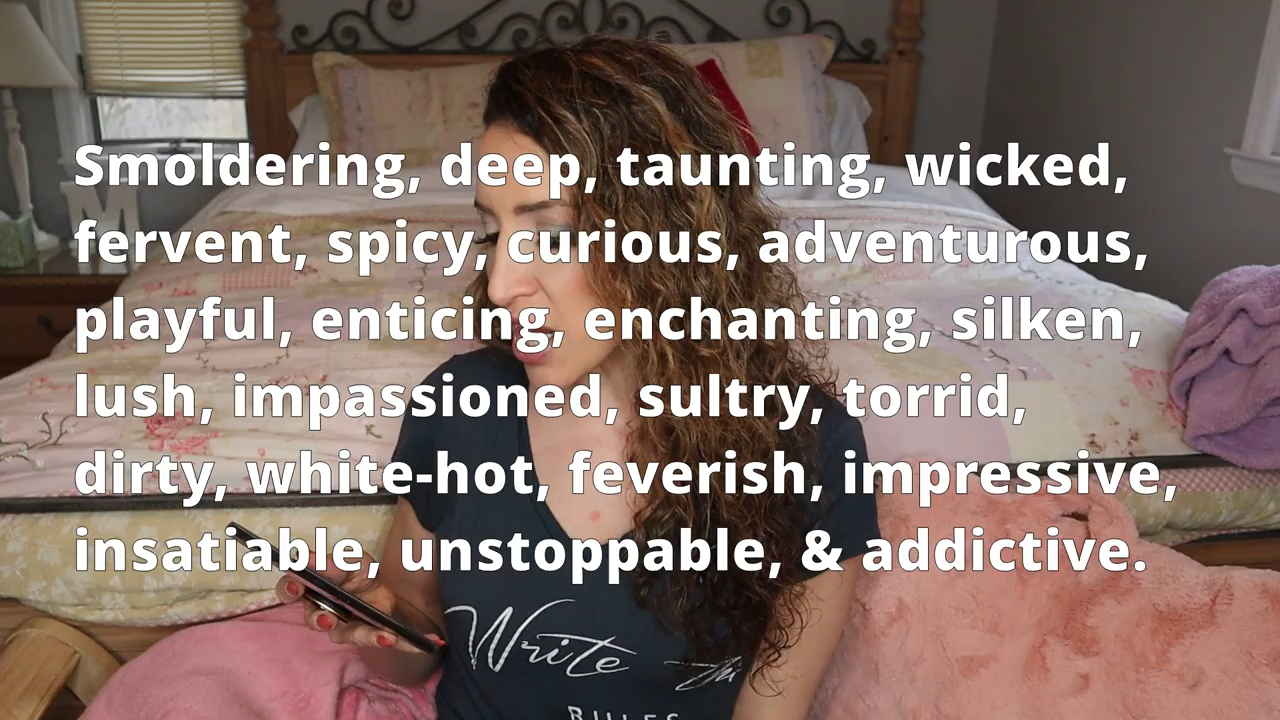 Smoldering, deep, taunting, wicked,
fervent, spicy, curious, adventurous,
playful, enticing, enchanting, silken,
lush, impassioned, sultry, torrid,
dirty, white-hot, feverish, impressive,
insatiable, unstoppable, & addictive.
M
Write
RULES